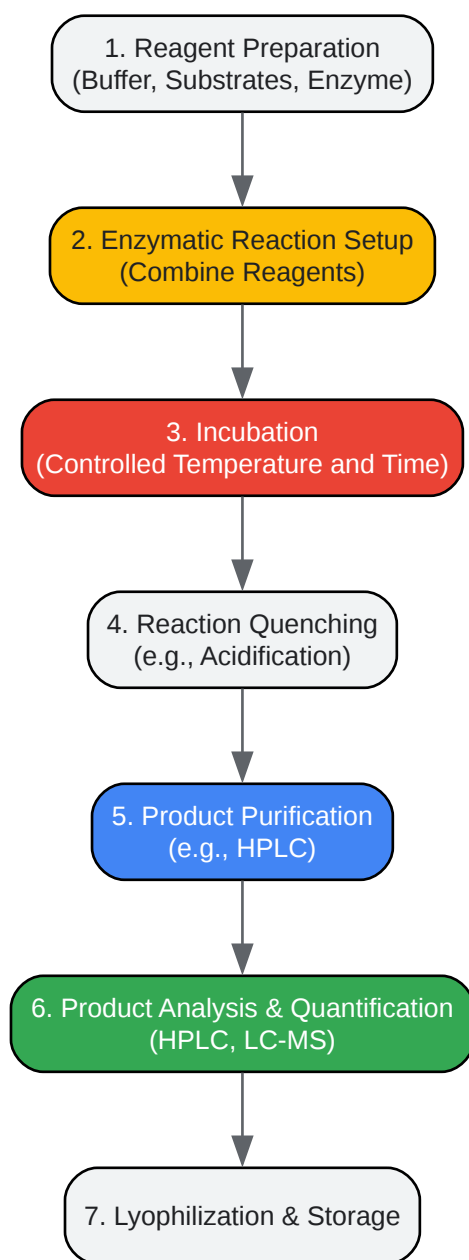 1. Reagent Preparation
(Buffer, Substrates, Enzyme)
2. Enzymatic Reaction Setup
(Combine Reagents)
3. Incubation
(Controlled Temperature and Time)
4. Reaction Quenching
(e.g., Acidification)
5. Product Purification
(e.g., HPLC)
6. Product Analysis & Quantification
(HPLC, LC-MS)
7. Lyophilization & Storage